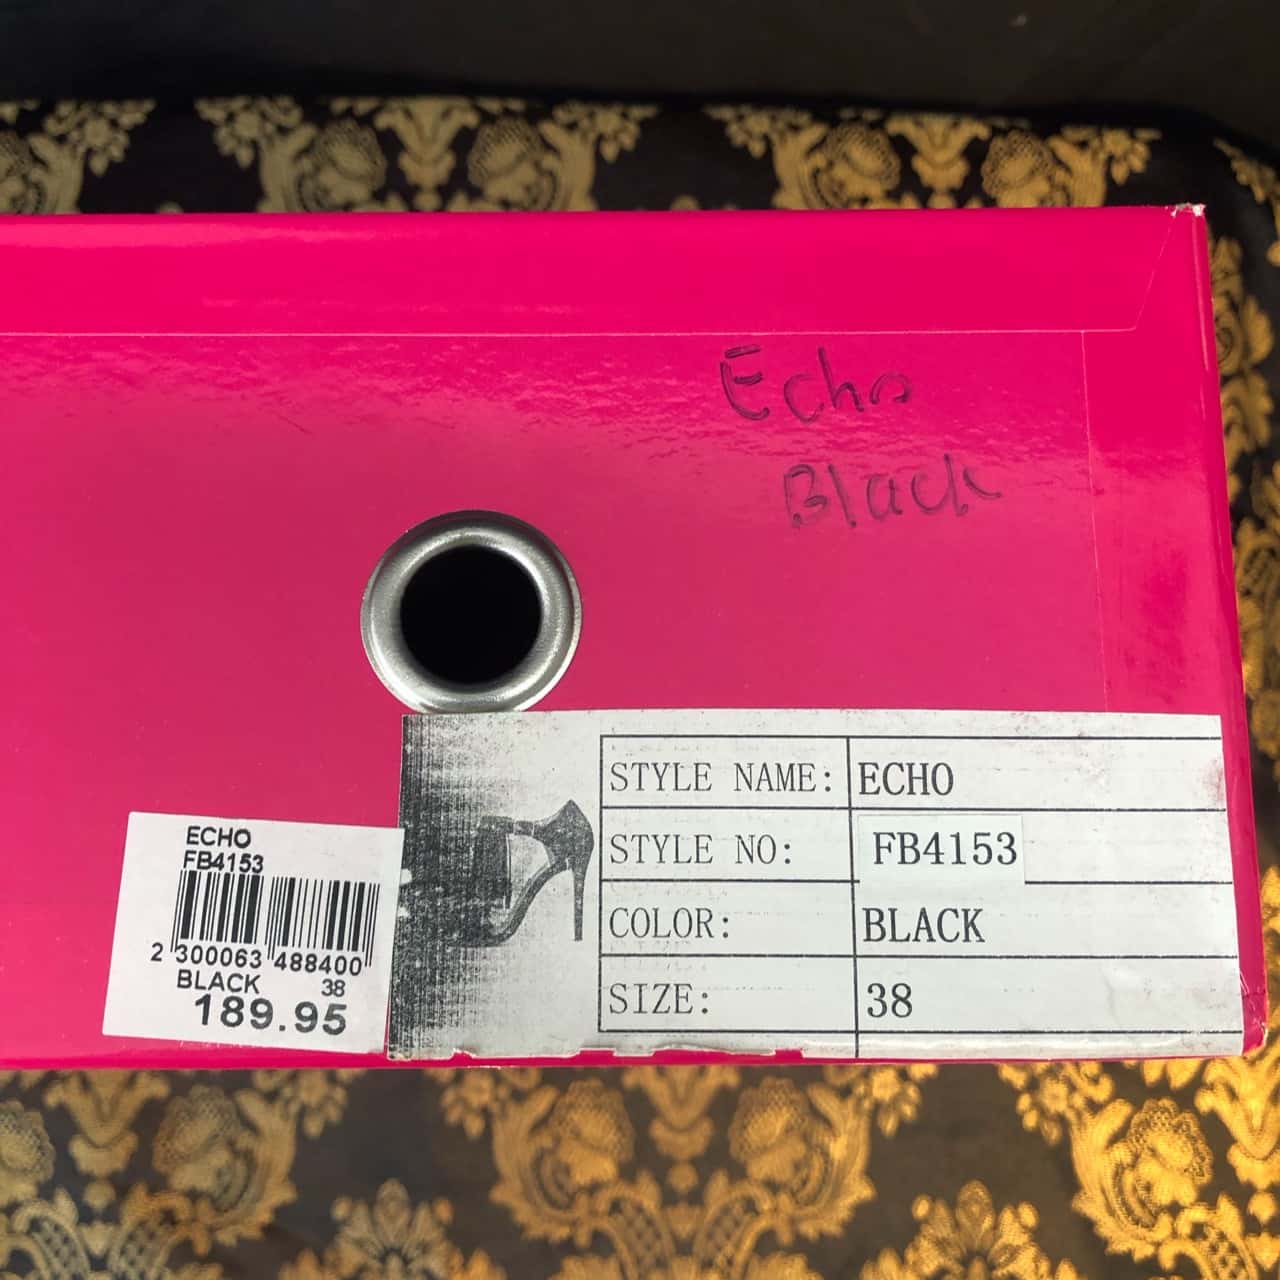 Echo
Black
STYLE NAME: ECHO
STYLE NO: FB4153
COLOR: BLACK
SIZE: 38
ECHO
FB4153
2 300063 488400
BLACK 38
189.95